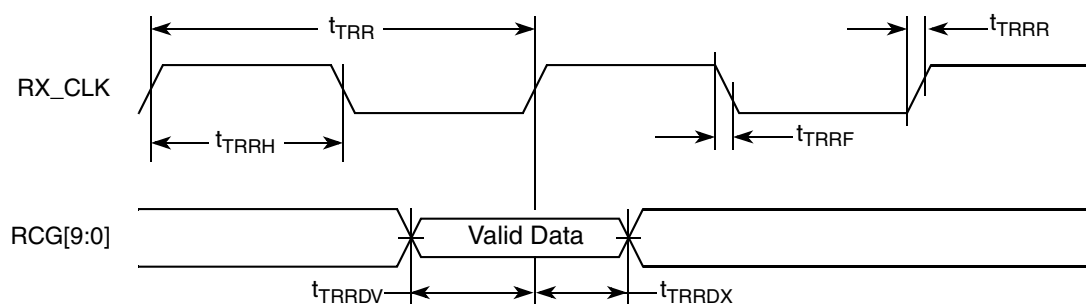 tTRR
tTRRR
RX_CLK
tTRRH
tTRRF
RCG[9:0]
Valid Data
tTRRDV
tTRRDX